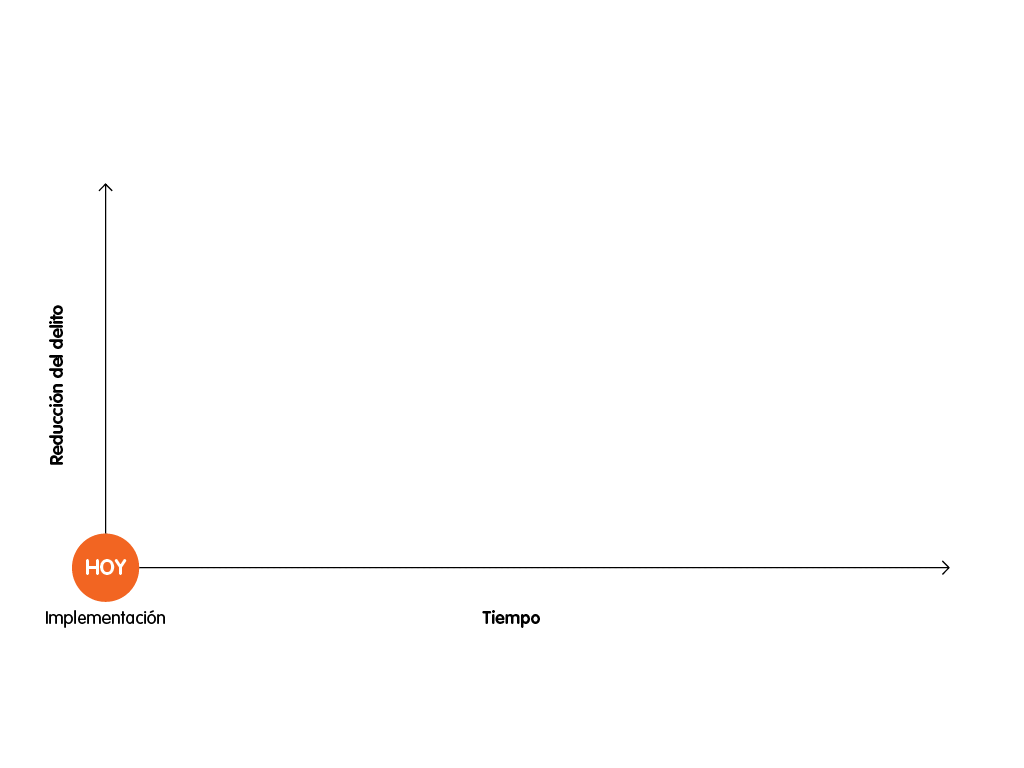 Reducción del delito
HOY
Implementación
Tiempo